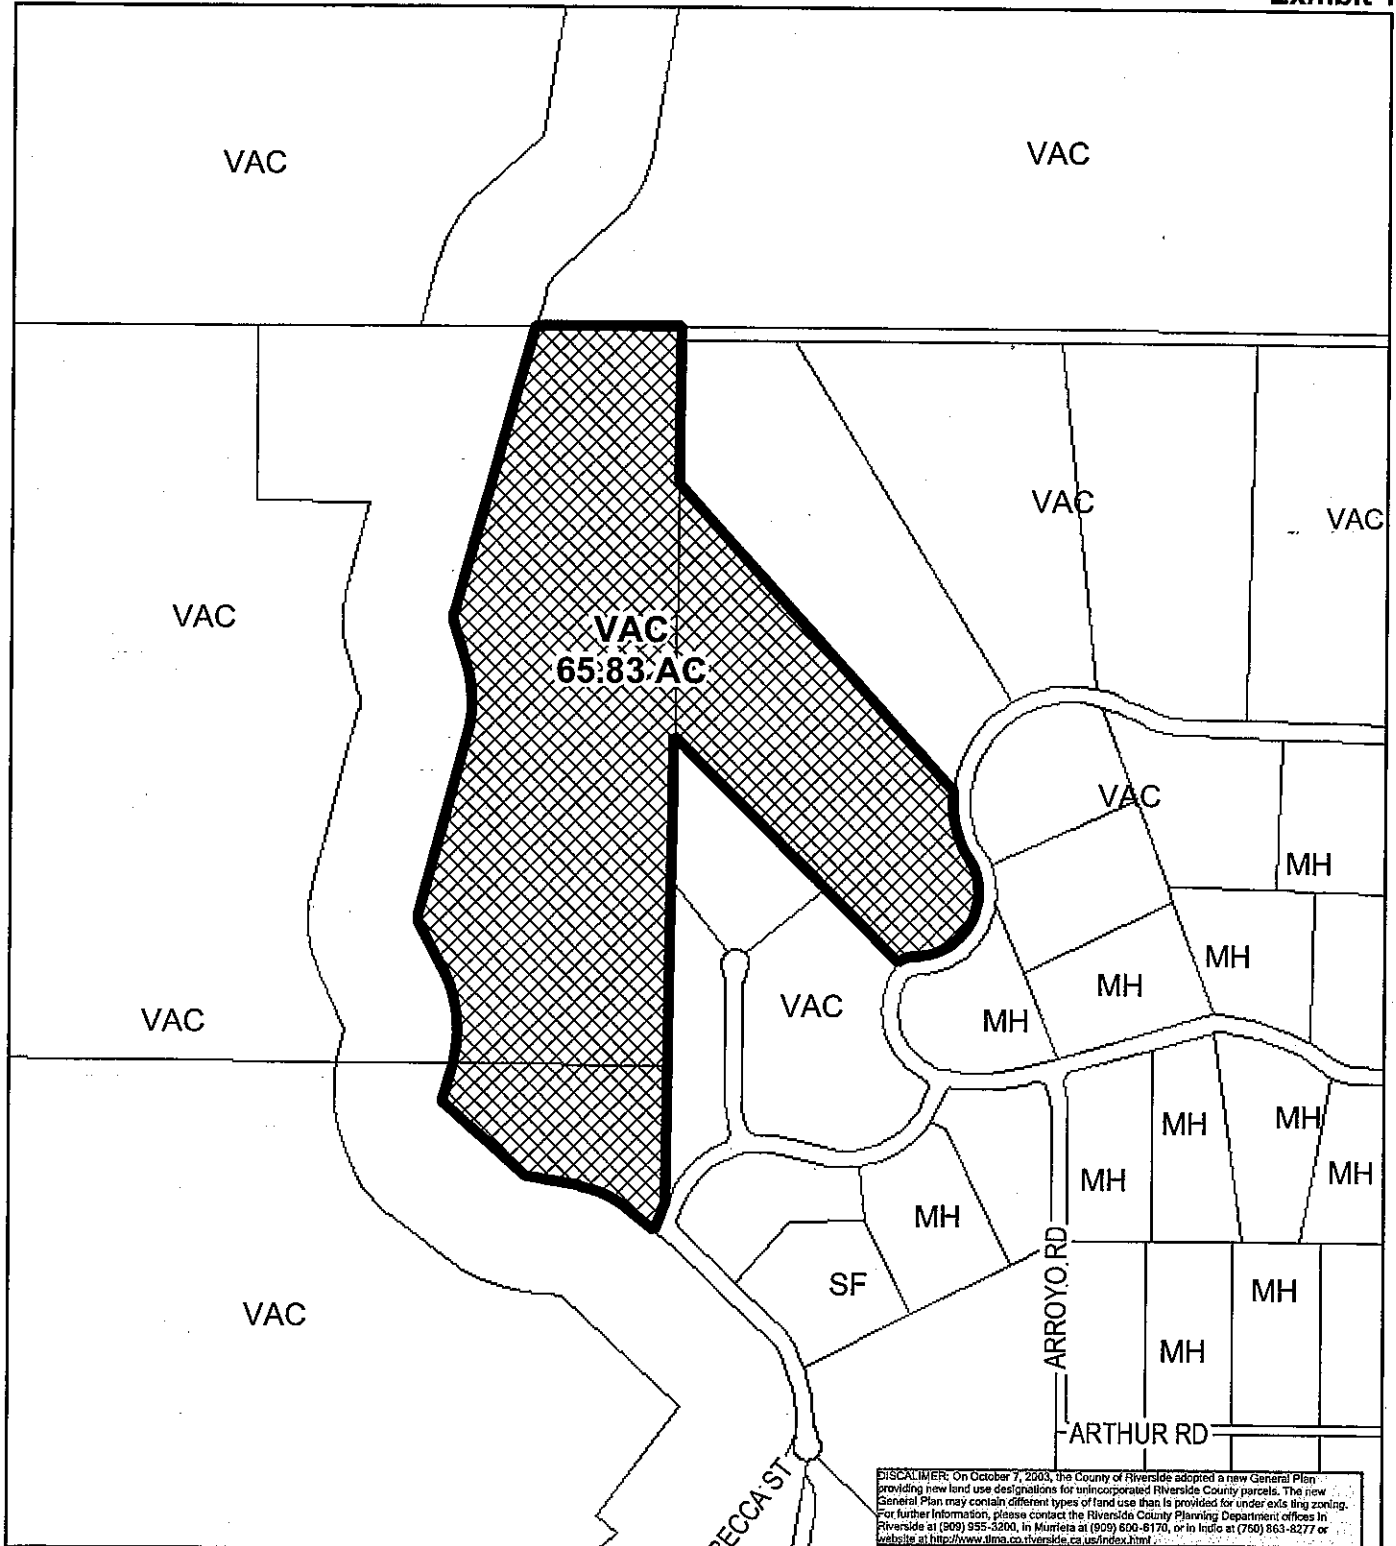 VAC
VAC
VAC
VAC
VAC
VAC
65.83 AC
VAC
MH
MH
MH
VAC
MH
VAC
MH
MH
MH
MH
MH
SF
ARROYO RD
VAC
MH
MH
ARTHUR RD
ECCA ST
DISCALIMER: On October 7, 2003, the County of Riverside adopted a new General Plan
providing new land use designations for unincorporated Riverside County parcels. The new
General Plan may contain different types of land use than is provided for under existing zoning.
For further information, please contact the Riverside County Planning Department offices in
Riverside at (909) 955-3200, in Murrieta at (909) 600-6170, or in Indio at (760) 863-8277 or
website at http://www.tlma.co.riverside.ca.us/index.html